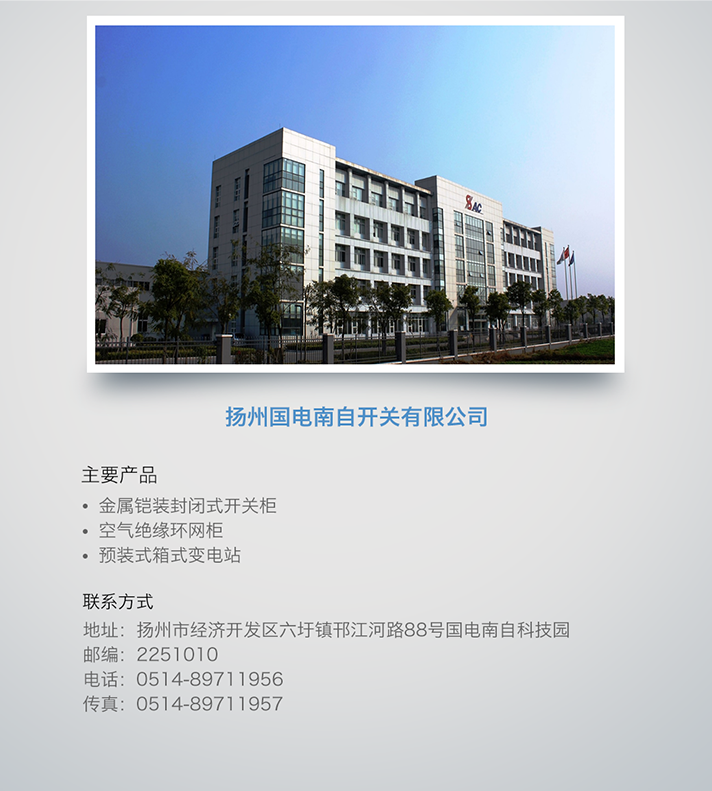 SAC
扬州国电南自开关有限公司
主要产品
• 金属铠装封闭式开关柜
• 空气绝缘环网柜
• 预装式箱式变电站
联系方式
地址：扬州市经济开发区六圩镇邗江河路88号国电南自科技园
邮编：2251010
电话：0514-89711956
传真：0514-89711957